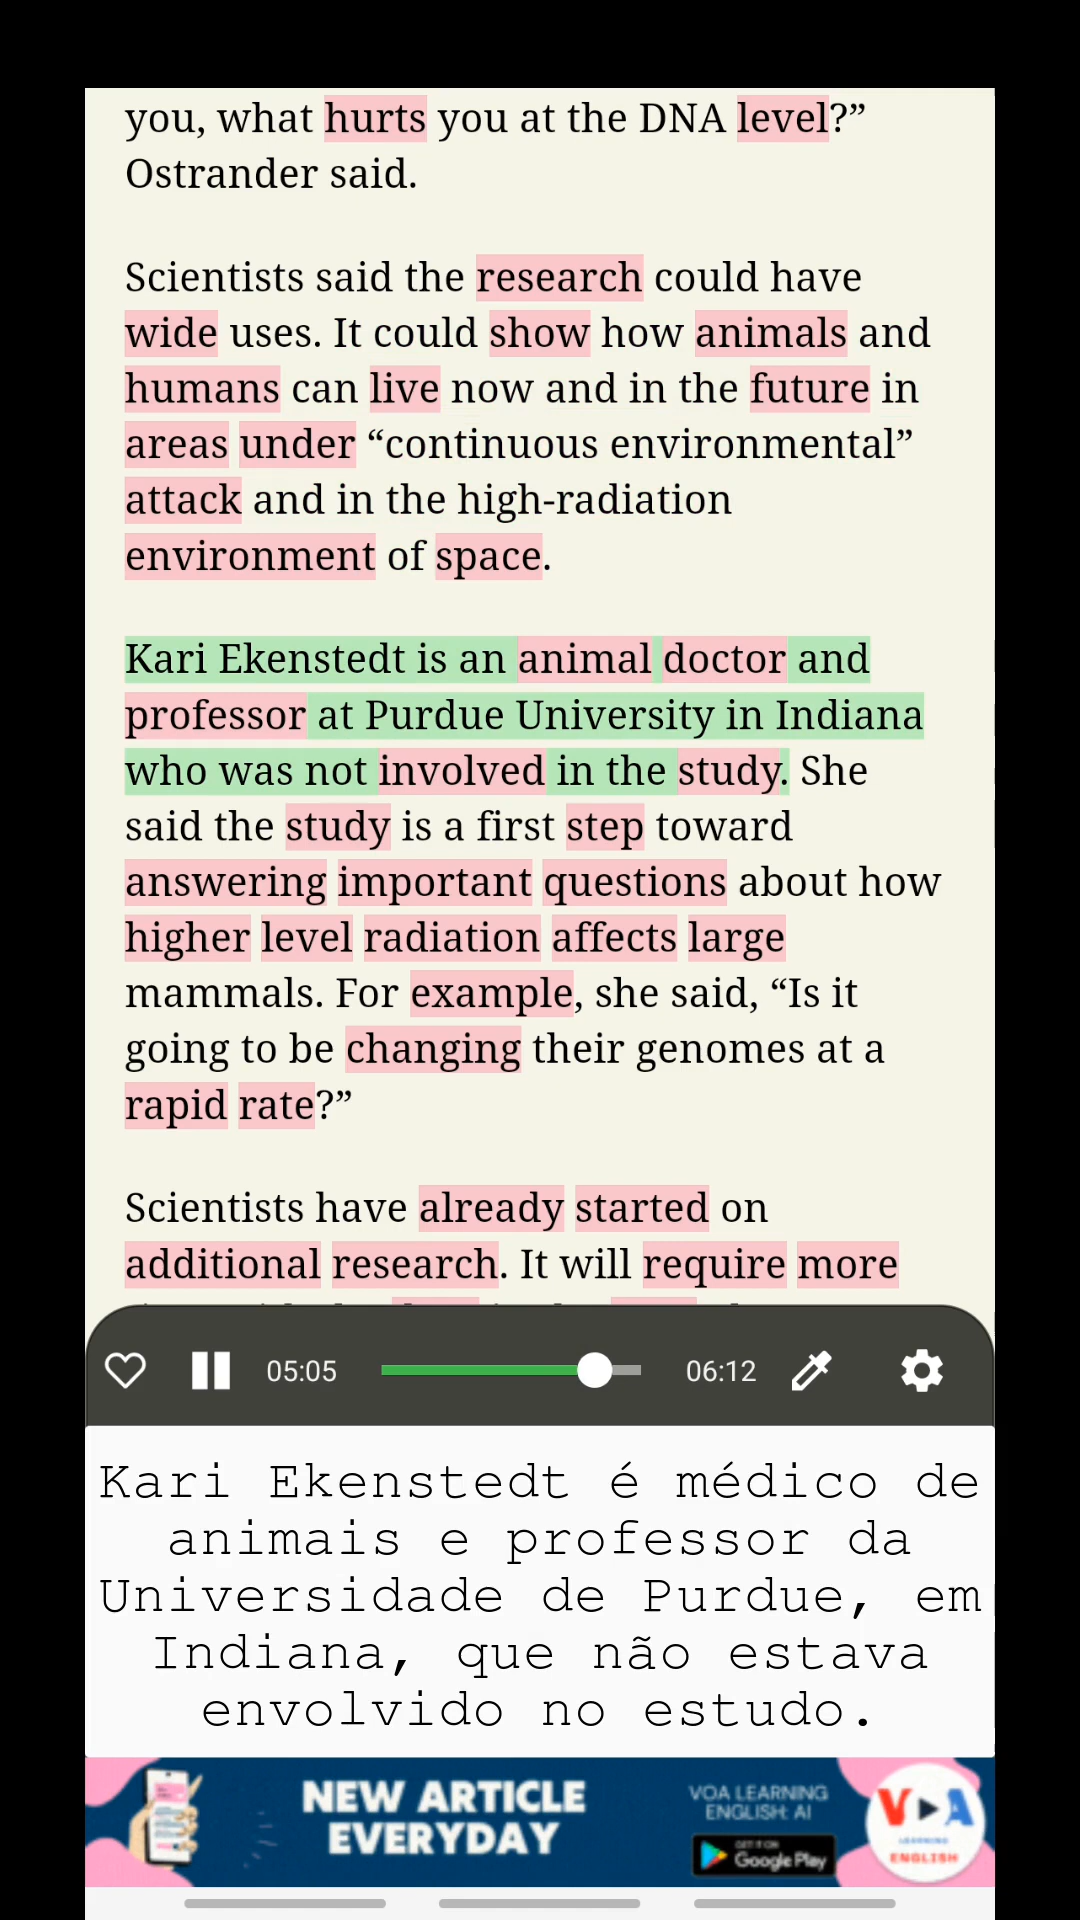 you, what hurts you at the DNA level?”
Ostrander said.
Scientists said the research could have
wide uses. It could show how animals and
humans can live now and in the future in
areas under “continuous environmental”
attack and in the high-radiation
environment of space.
Kari Ekenstedt is an animal doctor and
professor at Purdue University in Indiana
who was not involved in the study. She
said the study is a first step toward
answering important questions about how
higher level radiation affects large
mammals. For example, she said, “Is it
going to be changing their genomes at a
rapid rate?”
Scientists have already started on
additional research. It will require more
05:05
06:12
Kari Ekenstedt é médico de
animais e professor da
Universidade de Purdue, em
Indiana, que não estava
envolvido no estudo.
NEW ARTICLE
EVERYDAY
VOA LEARNING
ENGLISH: AI
GET IT ON
Google Play
VOA
LEARNING
ENGLISH